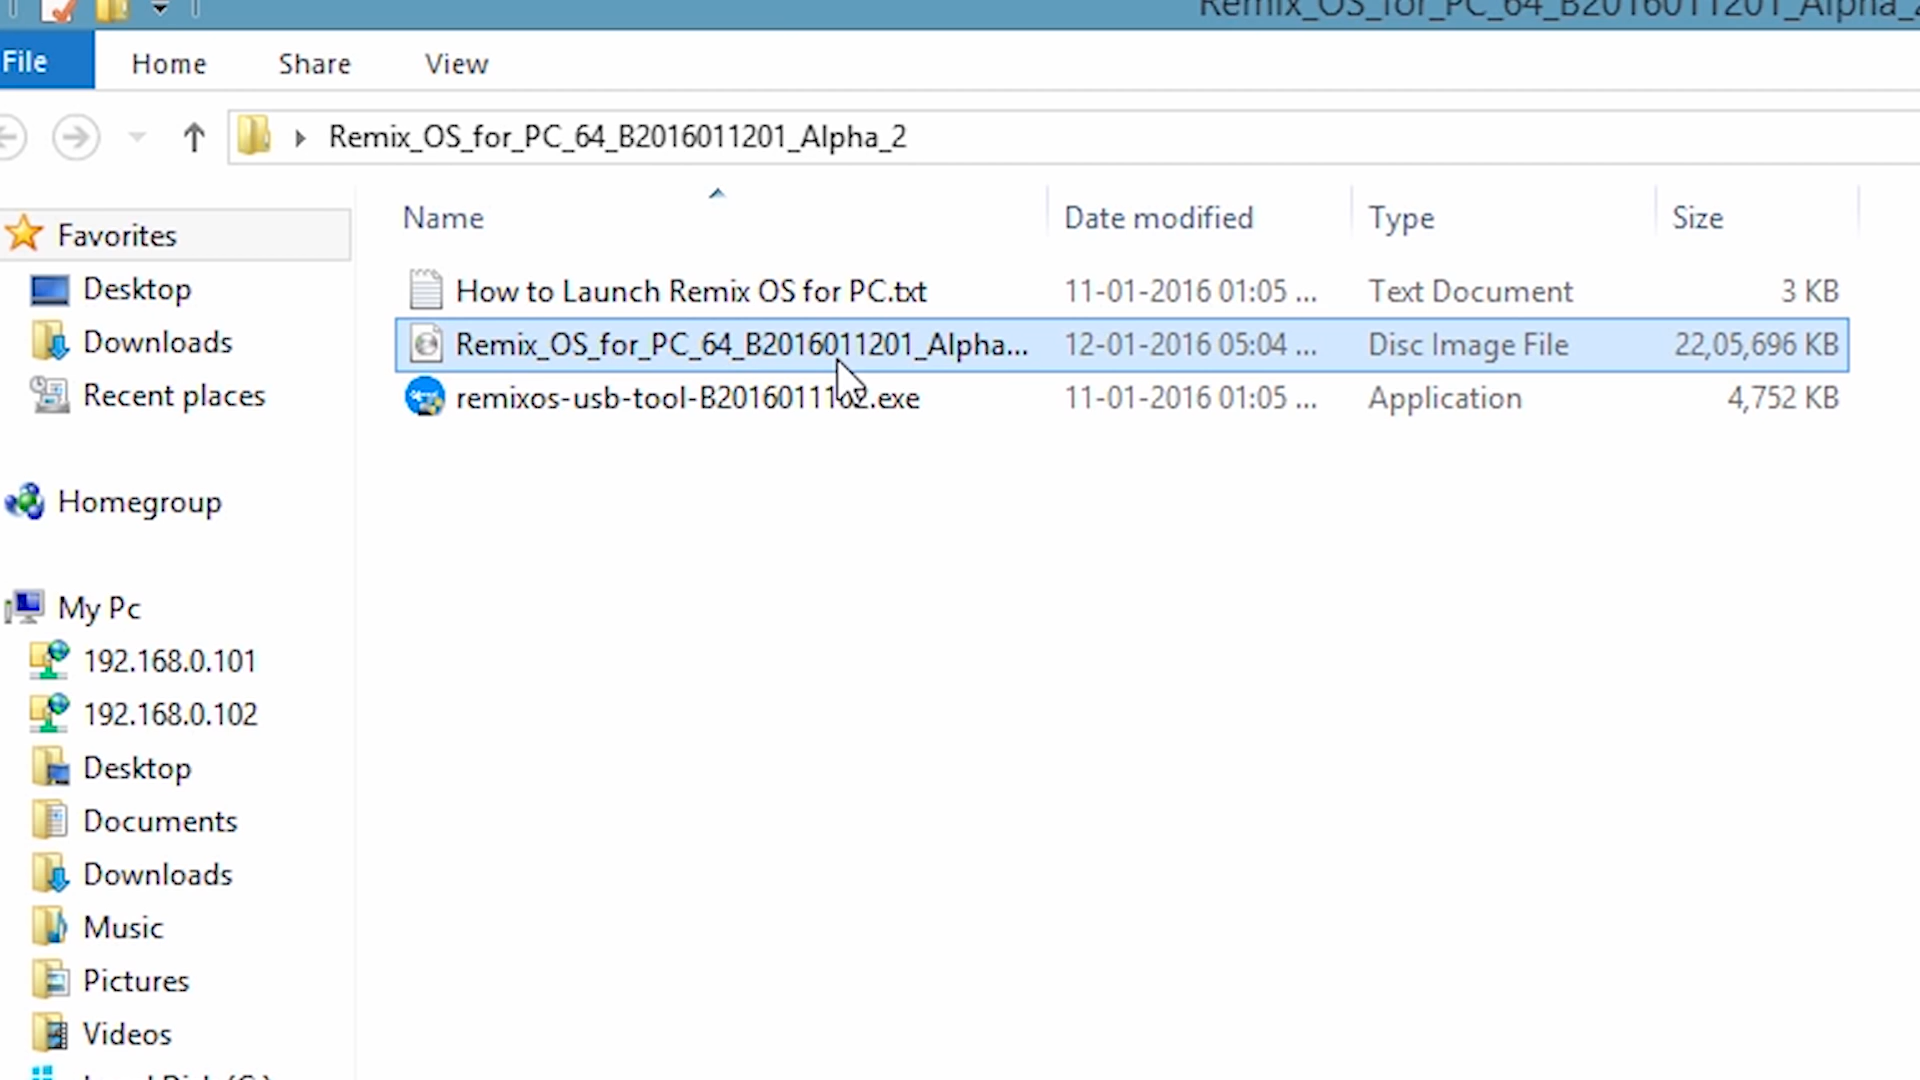 Remix_OS_for_PC_64_B2016011201_Alpha_2
File Home Share View
Remix_OS_for_PC_64_B2016011201_Alpha_2
Name Date modified Type Size
Favorites
How to Launch Remix OS for PC.txt 11-01-2016 01:05 ... Text Document 3 KB
Desktop
Remix_OS_for_PC_64_B2016011201_Alpha... 12-01-2016 05:04 ... Disc Image File 22,05,696 KB
Downloads
remixos-usb-tool-B2016011102.exe 11-01-2016 01:05 ... Application 4,752 KB
Recent places
Homegroup
My Pc
192.168.0.101
192.168.0.102
Desktop
Documents
Downloads
Music
Pictures
Videos